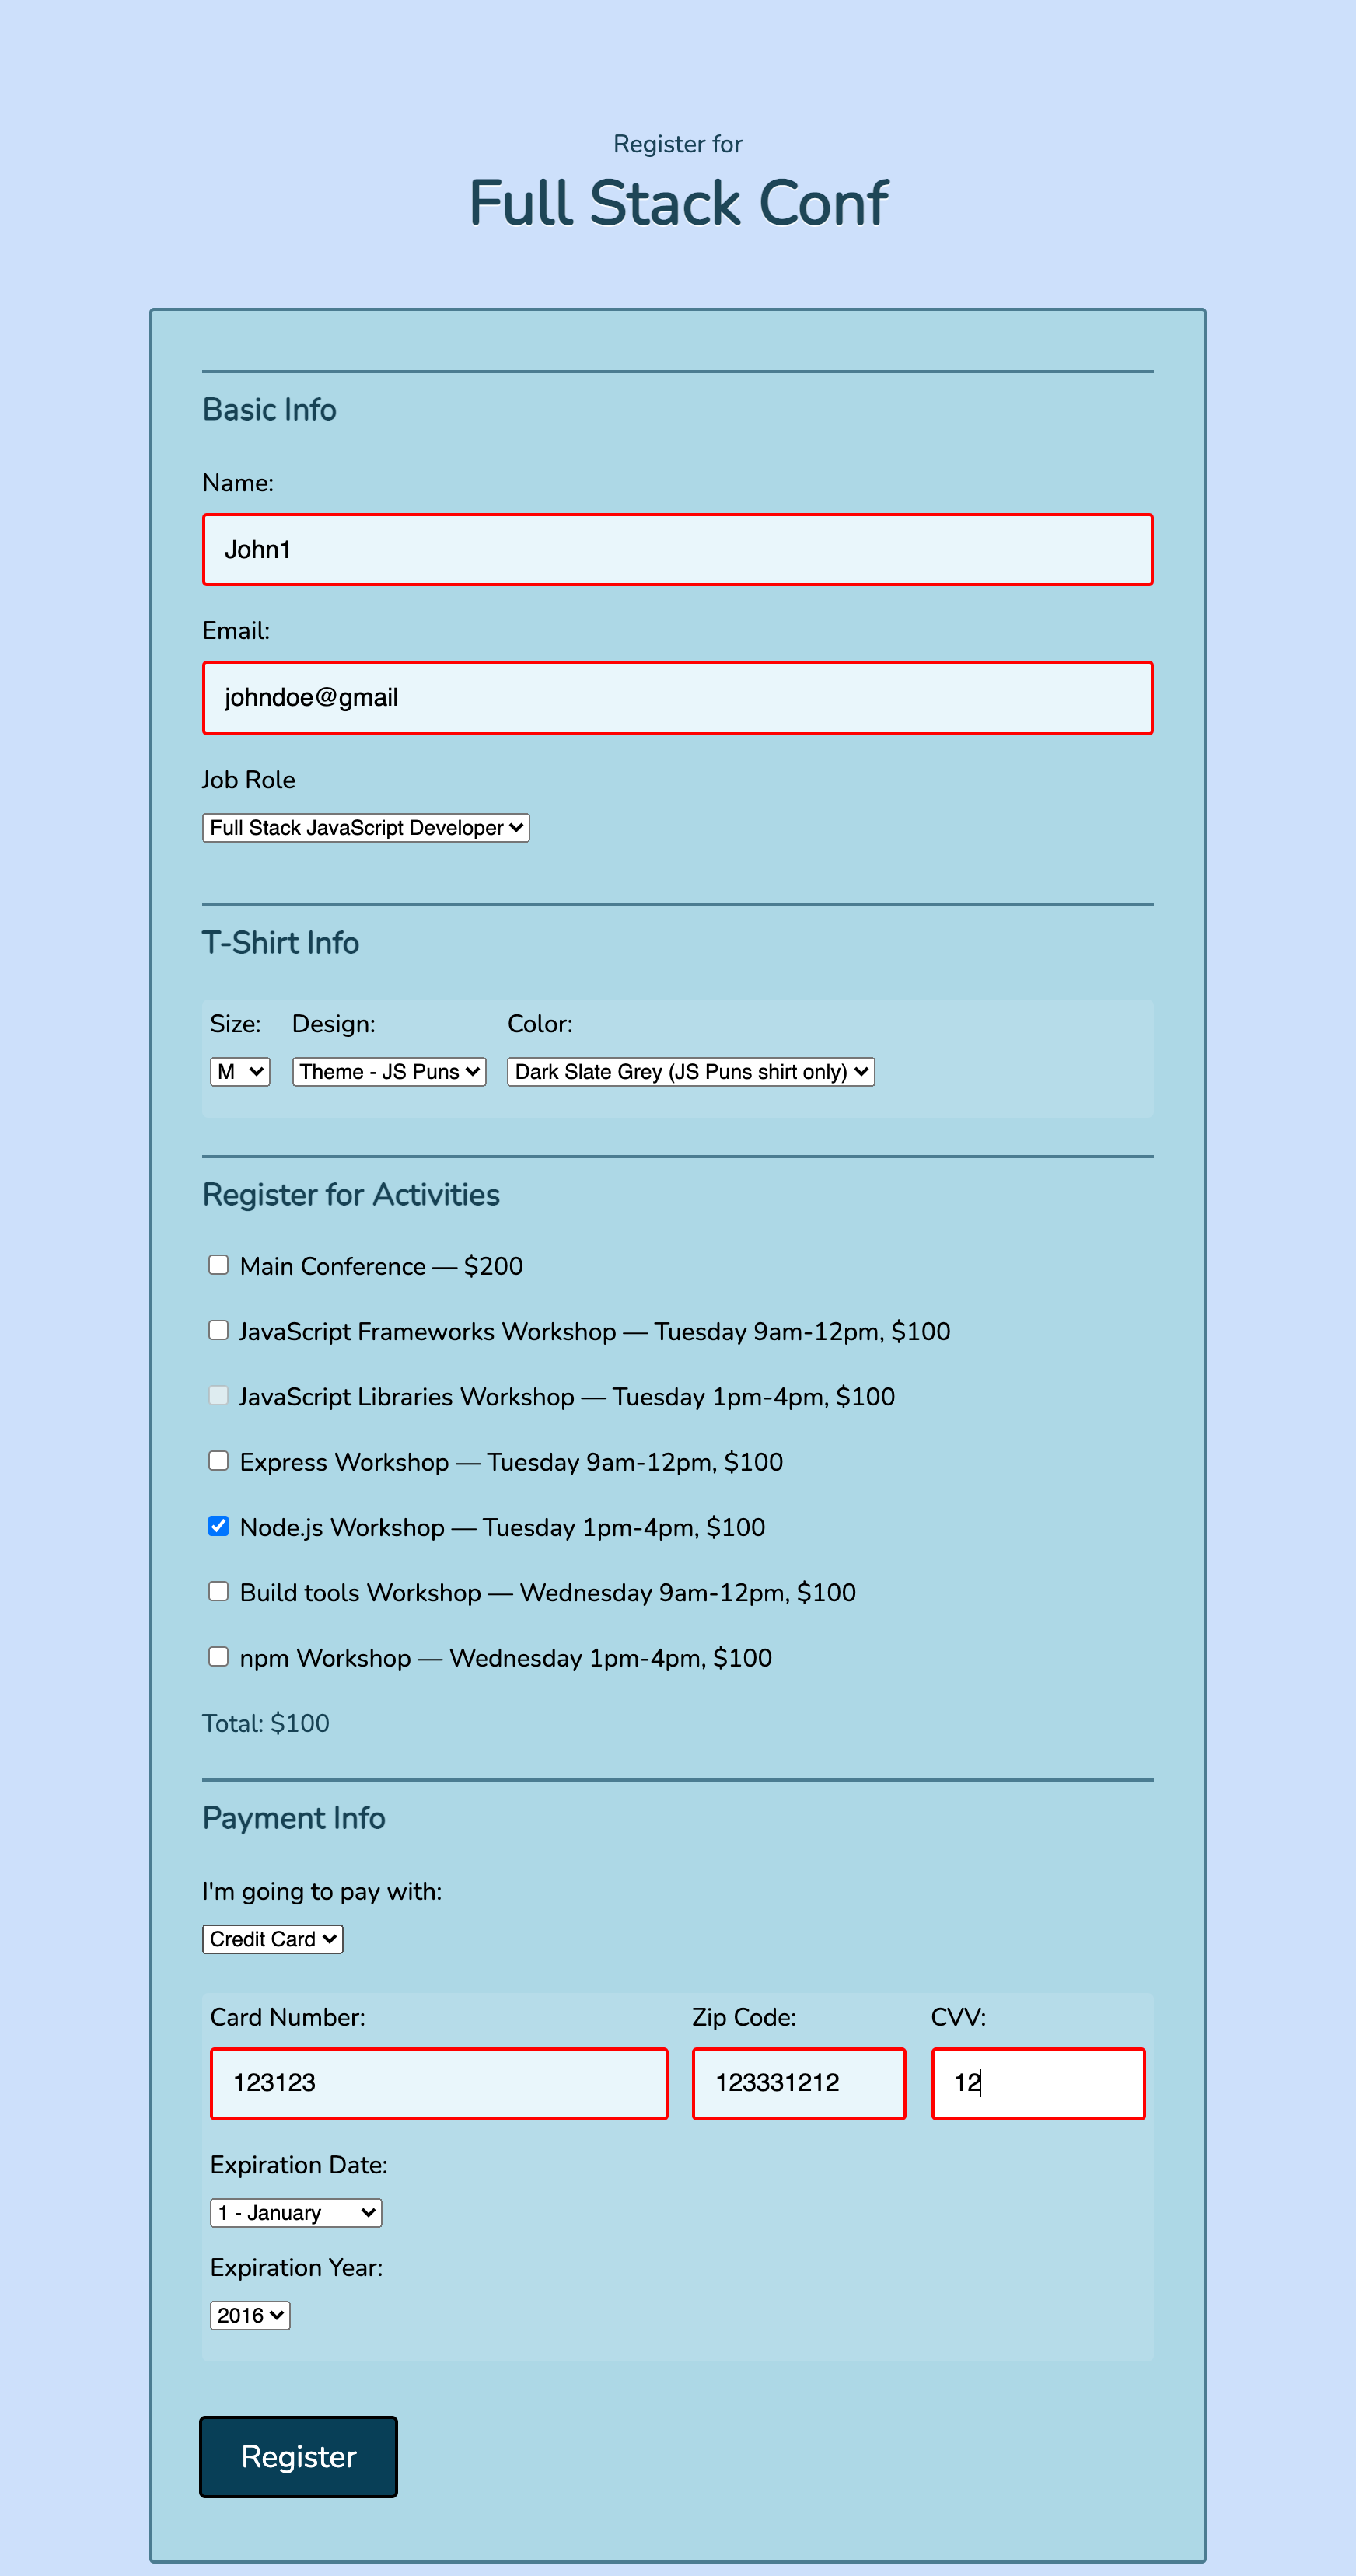 Register for
Full Stack Conf
Basic Info
Name:
John1
Email:
johndoe@gmail
Job Role
Full Stack JavaScript Developer
T-Shirt Info
Size: Design: Color:
M Theme - JS Puns Dark Slate Grey (JS Puns shirt only)
Register for Activities
Main Conference — $200
JavaScript Frameworks Workshop — Tuesday 9am-12pm, $100
JavaScript Libraries Workshop — Tuesday 1pm-4pm, $100
Express Workshop — Tuesday 9am-12pm, $100
Node.js Workshop — Tuesday 1pm-4pm, $100
Build tools Workshop — Wednesday 9am-12pm, $100
npm Workshop — Wednesday 1pm-4pm, $100
Total: $100
Payment Info
I'm going to pay with:
Credit Card
Card Number: Zip Code: CVV:
123123 123331212 12
Expiration Date:
1 - January
Expiration Year:
2016
Register